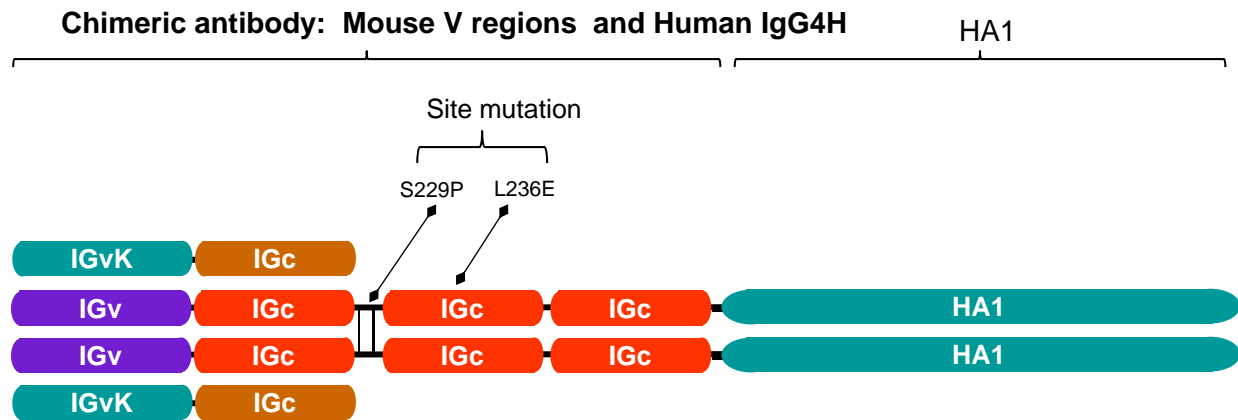 Chimeric antibody: Mouse V regions and Human IgG4H HA1
Site mutation
S229P L236E
IGvK IGc
IGv IGc IGc IGc HA1
IGv IGc IGc IGc HA1
IGvK IGc